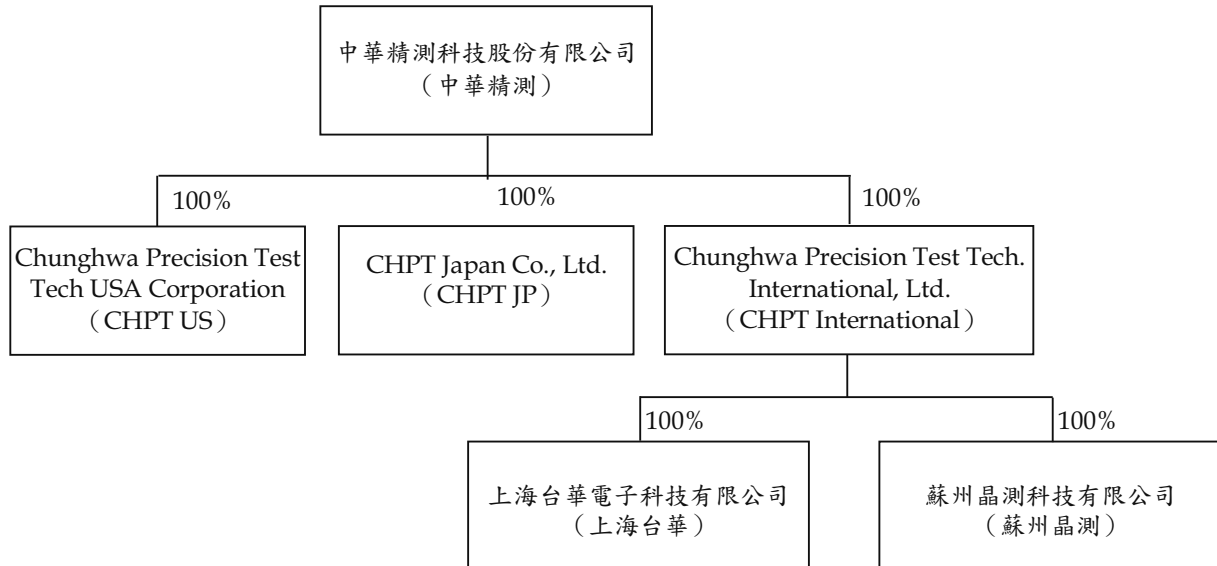 中華精測科技股份有限公司
（中華精測）
100%
100%
100%
Chunghwa Precision Test
Tech USA Corporation
（CHPT US）
CHPT Japan Co., Ltd.
（CHPT JP）
Chunghwa Precision Test Tech.
International, Ltd.
（CHPT International）
100%
100%
上海台華電子科技有限公司
（上海台華）
蘇州晶測科技有限公司
（蘇州晶測）